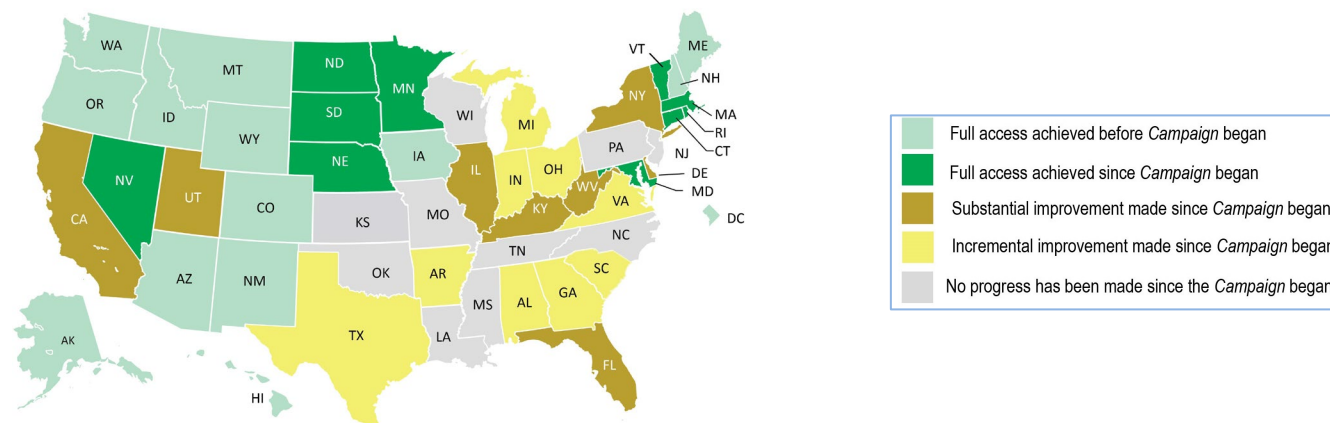 WA
OR
ID
MT
WY
ND
SD
NE
MN
IA
WI
MI
IL
IN
OH
NY
PA
VT
ME
NH
MA
RI
CT
NJ
DE
MD
DC
NV
UT
CA
CO
KS
MO
KY
WV
VA
AZ
NM
OK
AR
TN
NC
SC
TX
LA
MS
AL
GA
FL
AK
HI
Full access achieved before Campaign began
Full access achieved since Campaign began
Substantial improvement made since Campaign began
Incremental improvement made since Campaign began
No progress has been made since the Campaign began